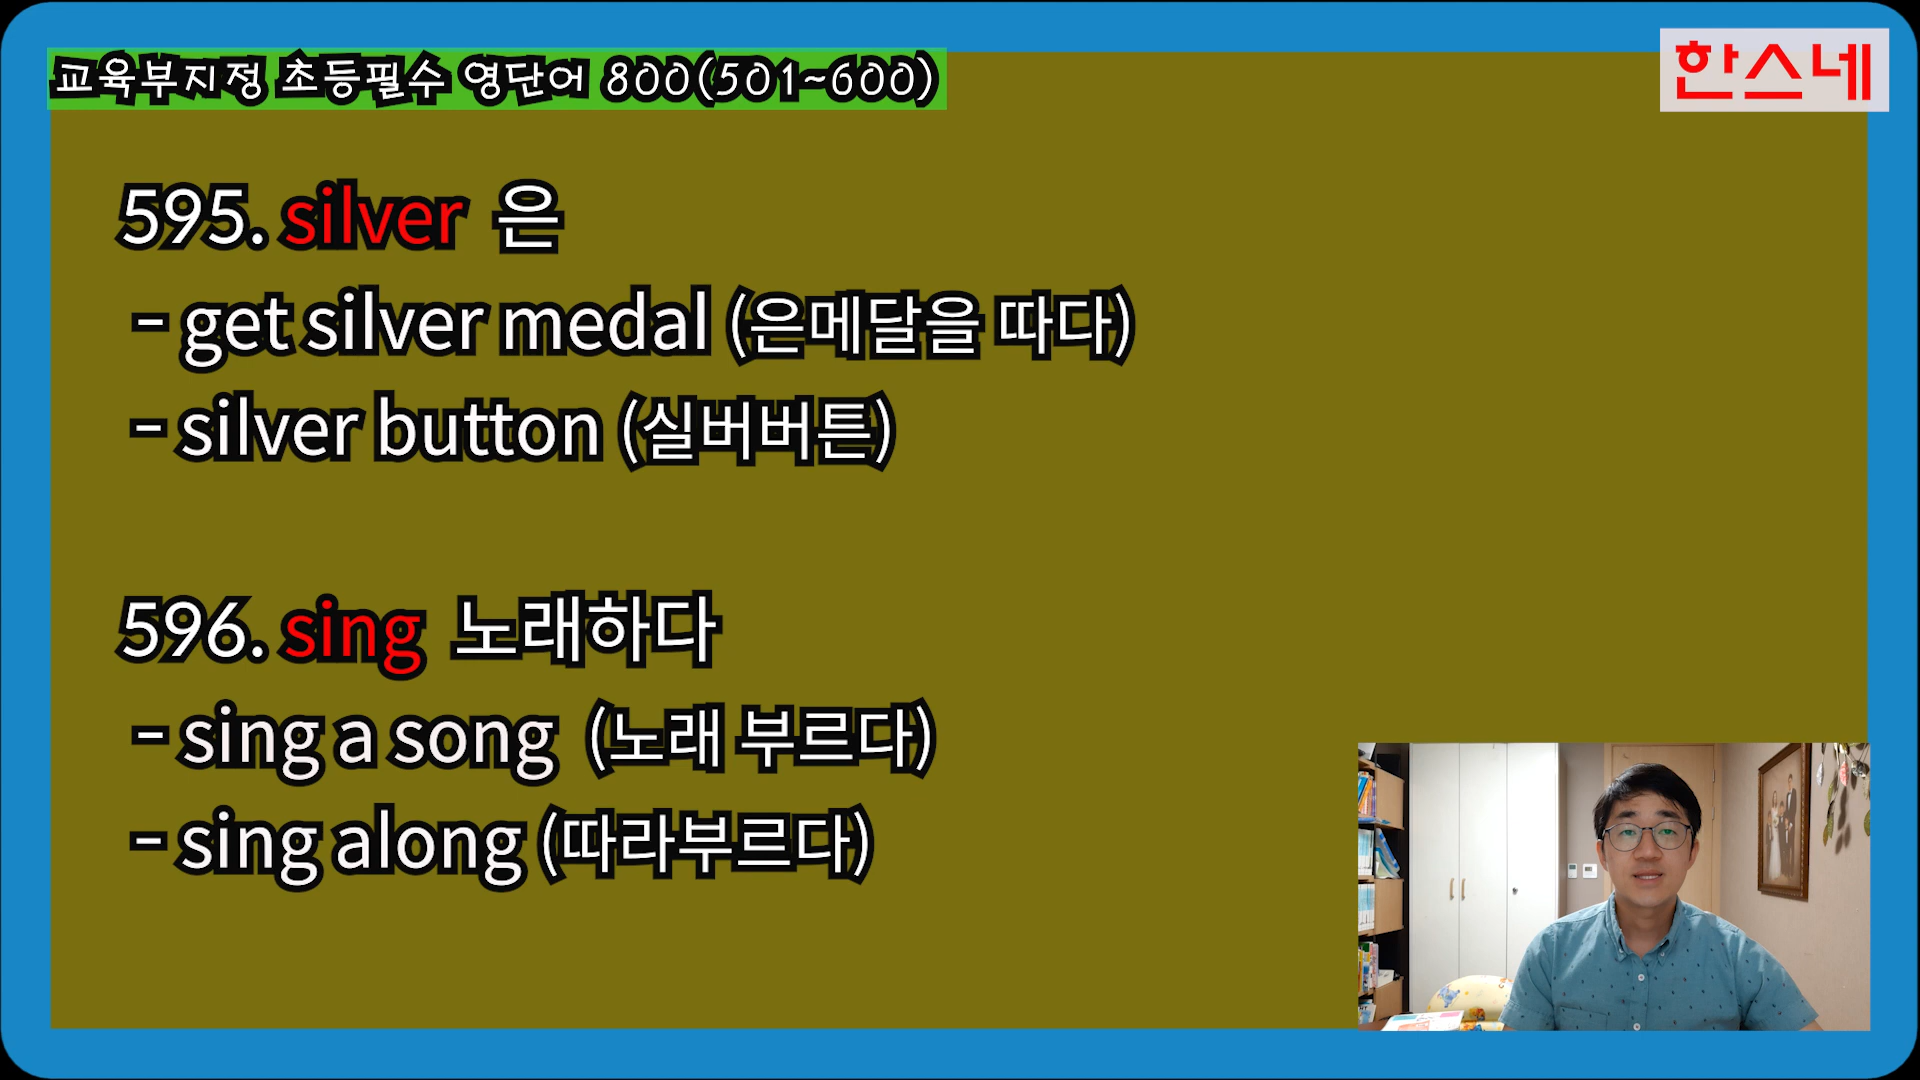 교육부지정 초등필수 영단어 800(501~600)
한스네
595. silver 은
- get silver medal (은메달을 따다)
- silver button (실버버튼)
596. sing 노래하다
- sing a song (노래 부르다)
- sing along (따라부르다)